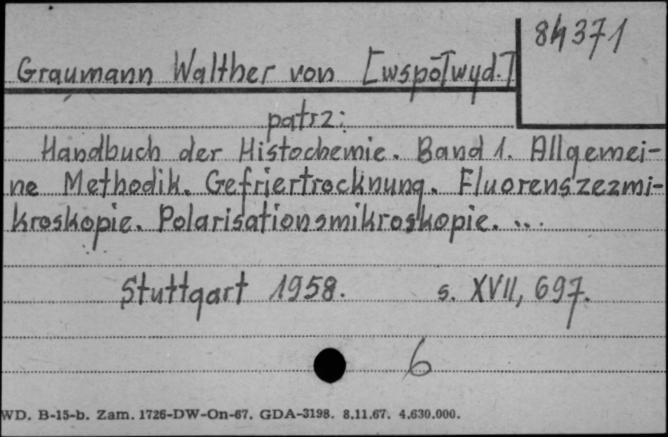 84371
Graumann Walther von [współwyd.]
patrz:
Handbuch der Histochemie. Band 1. Allgemei-
ne Methodik. Gefriertrocknung. Fluorenszezmi-
kroskopie. Polarisationsmikroskopie. ...
Stuttgart 1958. s. XVII, 697.
6
WD. B-15-b. Zam. 1726-DW-On-67. GDA-3198. 8.11.67. 4.630.000.